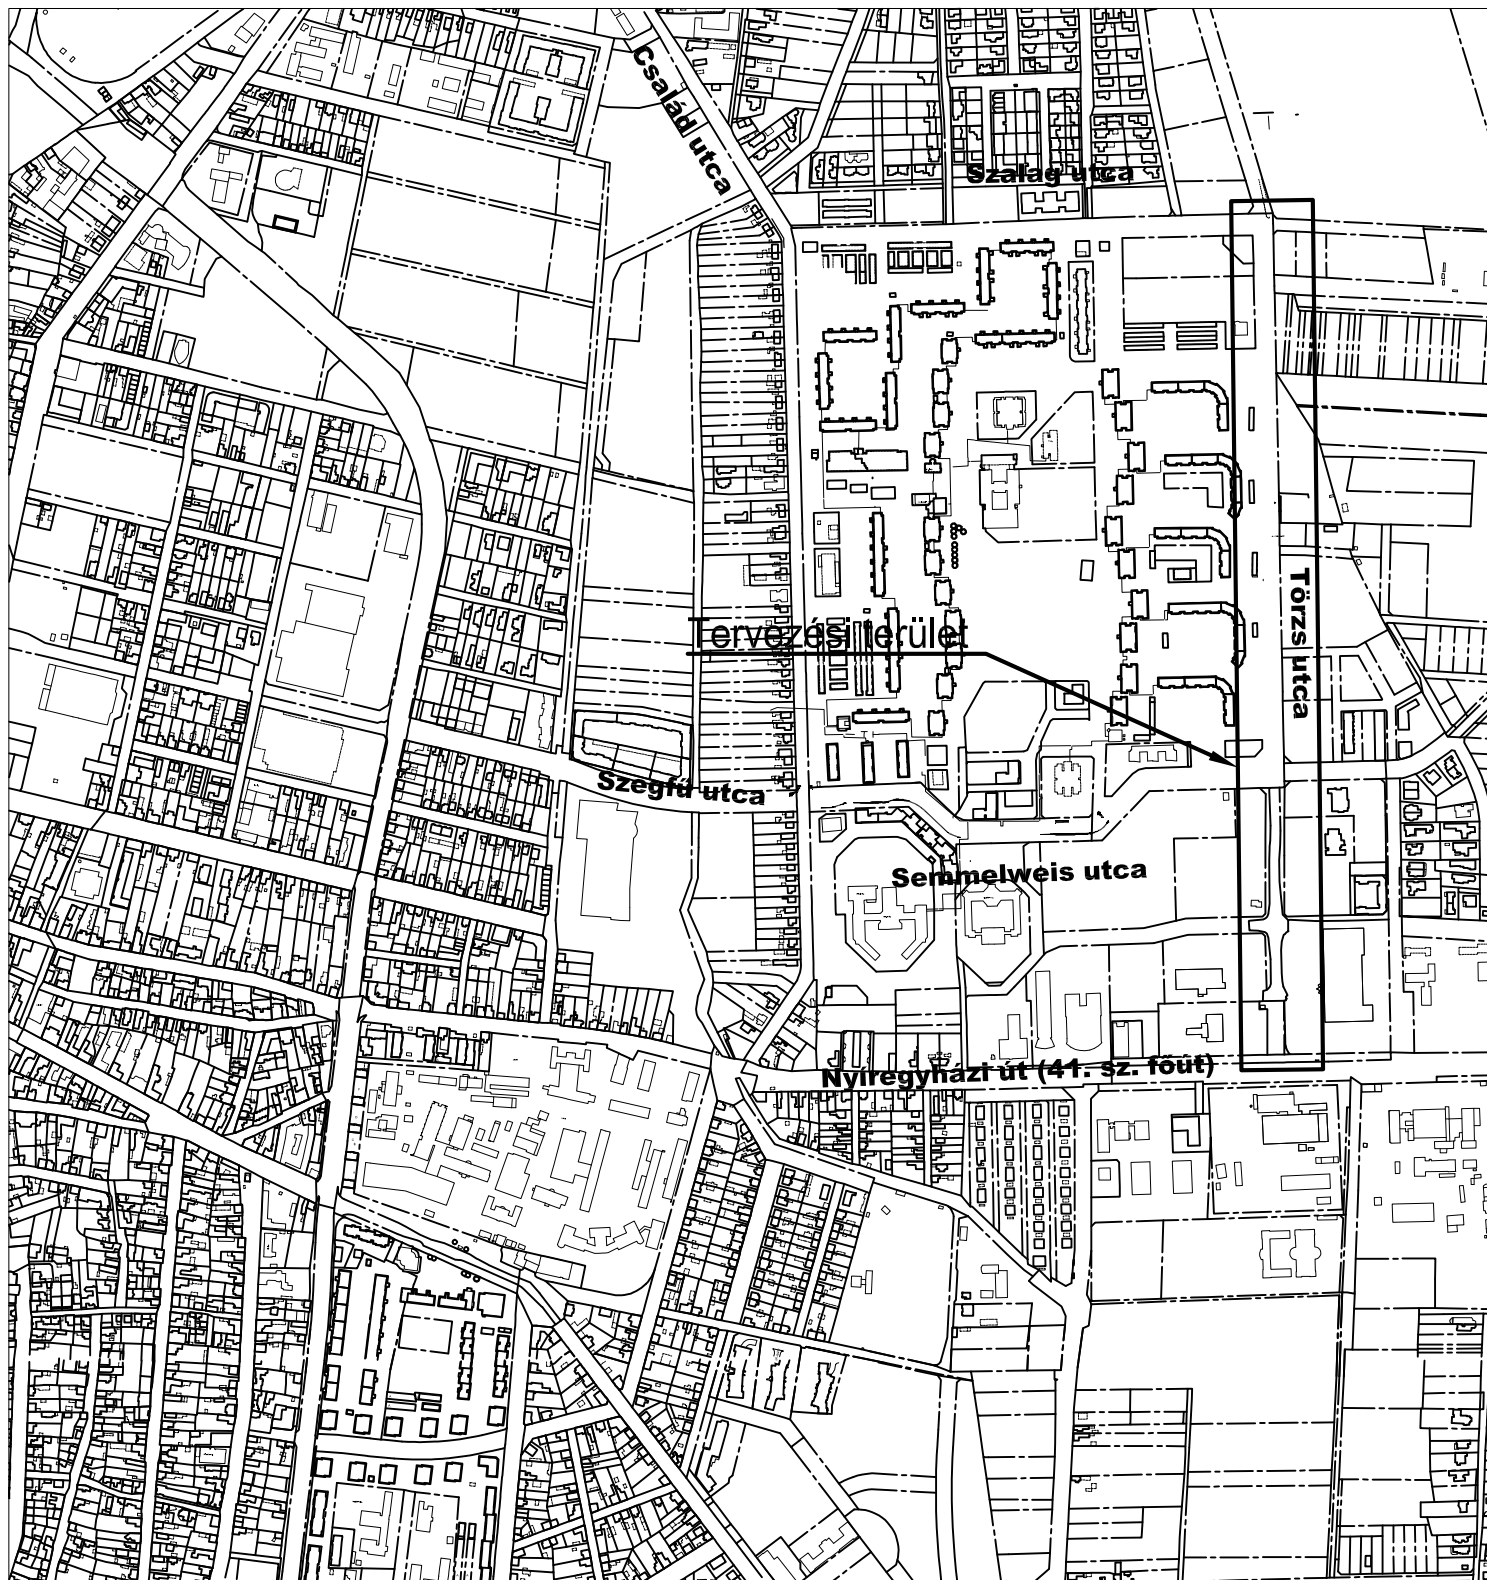 Család utca
Szalag utca
Törzs utca
Tervezési terület
Szegfű utca
Semmelweis utca
Nyíregyházi út (41. sz. főút)